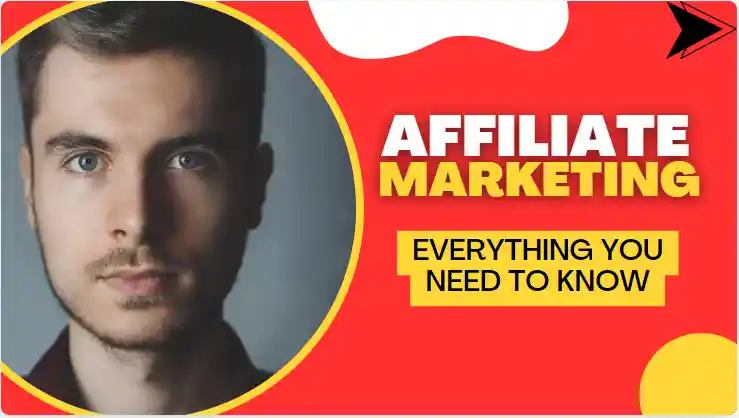 AFFILIATE
MARKETING
EVERYTHING YOU
NEED TO KNOW